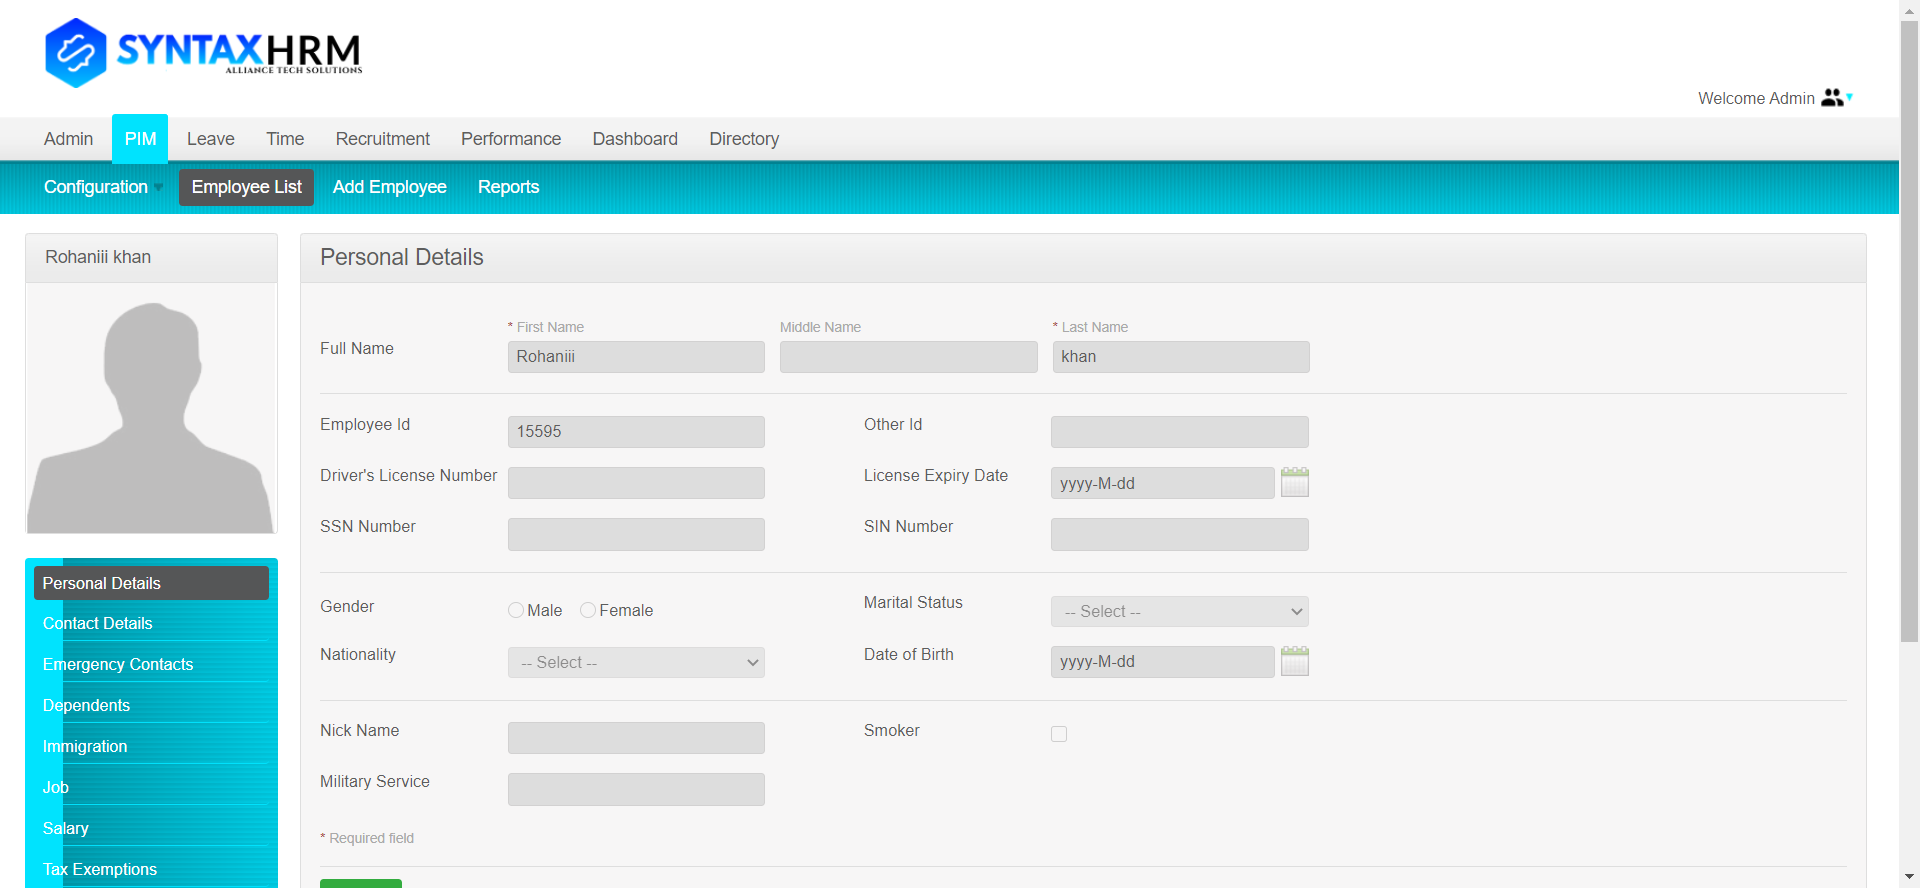 SYNTAXHRM
ALLIANCE TECH SOLUTIONS
Welcome Admin
Admin PIM Leave Time Recruitment Performance Dashboard Directory
Configuration Employee List Add Employee Reports
Rohaniii khan
Personal Details
Contact Details
Emergency Contacts
Dependents
Immigration
Job
Salary
Tax Exemptions
Personal Details
* First Name Middle Name * Last Name
Full Name Rohaniii khan
Employee Id 15595 Other Id
Driver's License Number License Expiry Date yyyy-M-dd
SSN Number SIN Number
Gender Male Female Marital Status -- Select --
Nationality -- Select -- Date of Birth yyyy-M-dd
Nick Name Smoker
Military Service
* Required field